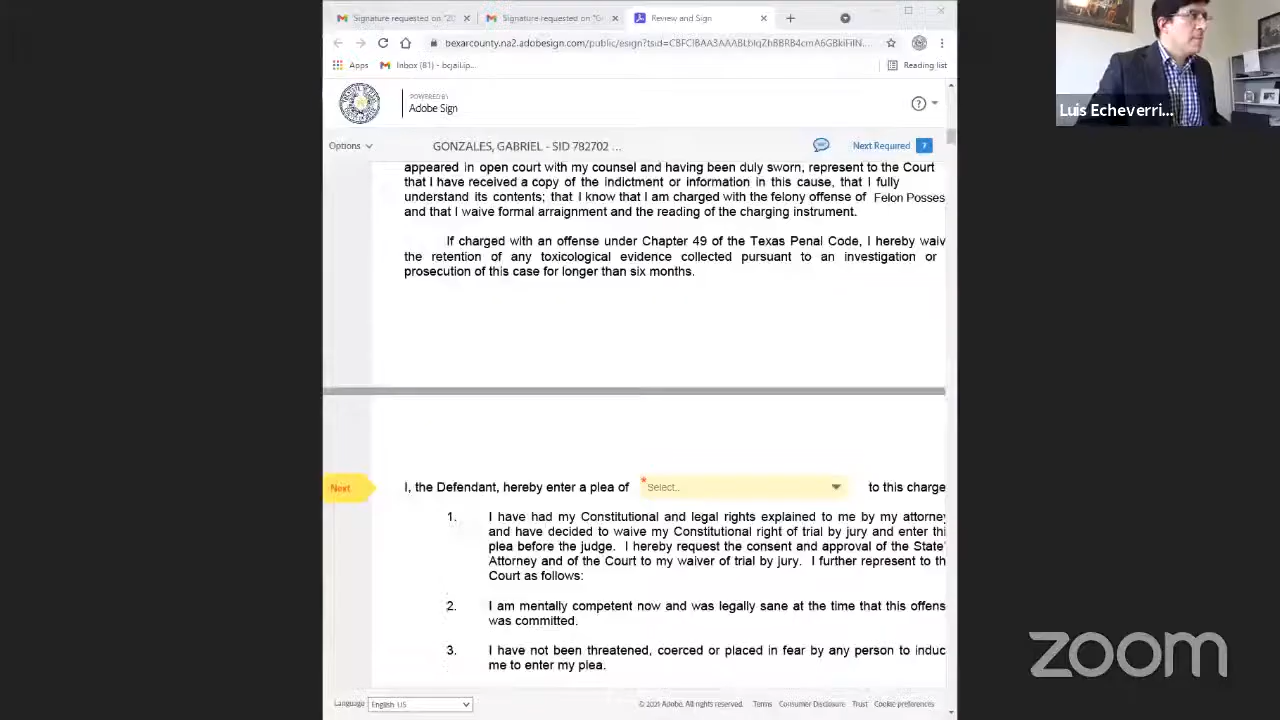 Signature requested on "20
Signature requested on "G
Review and Sign
bexarcounty.na2.adobesign.com/public/esign?
Apps
Inbox (81) - bcjail.ip...
Reading list
POWERED BY
Adobe Sign
Options
GONZALES, GABRIEL - SID 782702 ...
Next Required 7
appeared in open court with my counsel and having been duly sworn, represent to the Court
that I have received a copy of the indictment or information in this cause, that I fully
understand its contents; that I know that I am charged with the felony offense of Felon Posses
and that I waive formal arraignment and the reading of the charging instrument.
If charged with an offense under Chapter 49 of the Texas Penal Code, I hereby waiv
the retention of any toxicological evidence collected pursuant to an investigation or
prosecution of this case for longer than six months.
Next
I, the Defendant, hereby enter a plea of * Select.. to this charge
1. I have had my Constitutional and legal rights explained to me by my attorney
and have decided to waive my Constitutional right of trial by jury and enter thi
plea before the judge. I hereby request the consent and approval of the State'
Attorney and of the Court to my waiver of trial by jury. I further represent to th
Court as follows:
2. I am mentally competent now and was legally sane at the time that this offens
was committed.
3. I have not been threatened, coerced or placed in fear by any person to induc
me to enter my plea.
Language English US
© 2021 Adobe. All rights reserved. Terms Consumer Disclosure Trust Cookie preferences
Luis Echeverri...
zoom